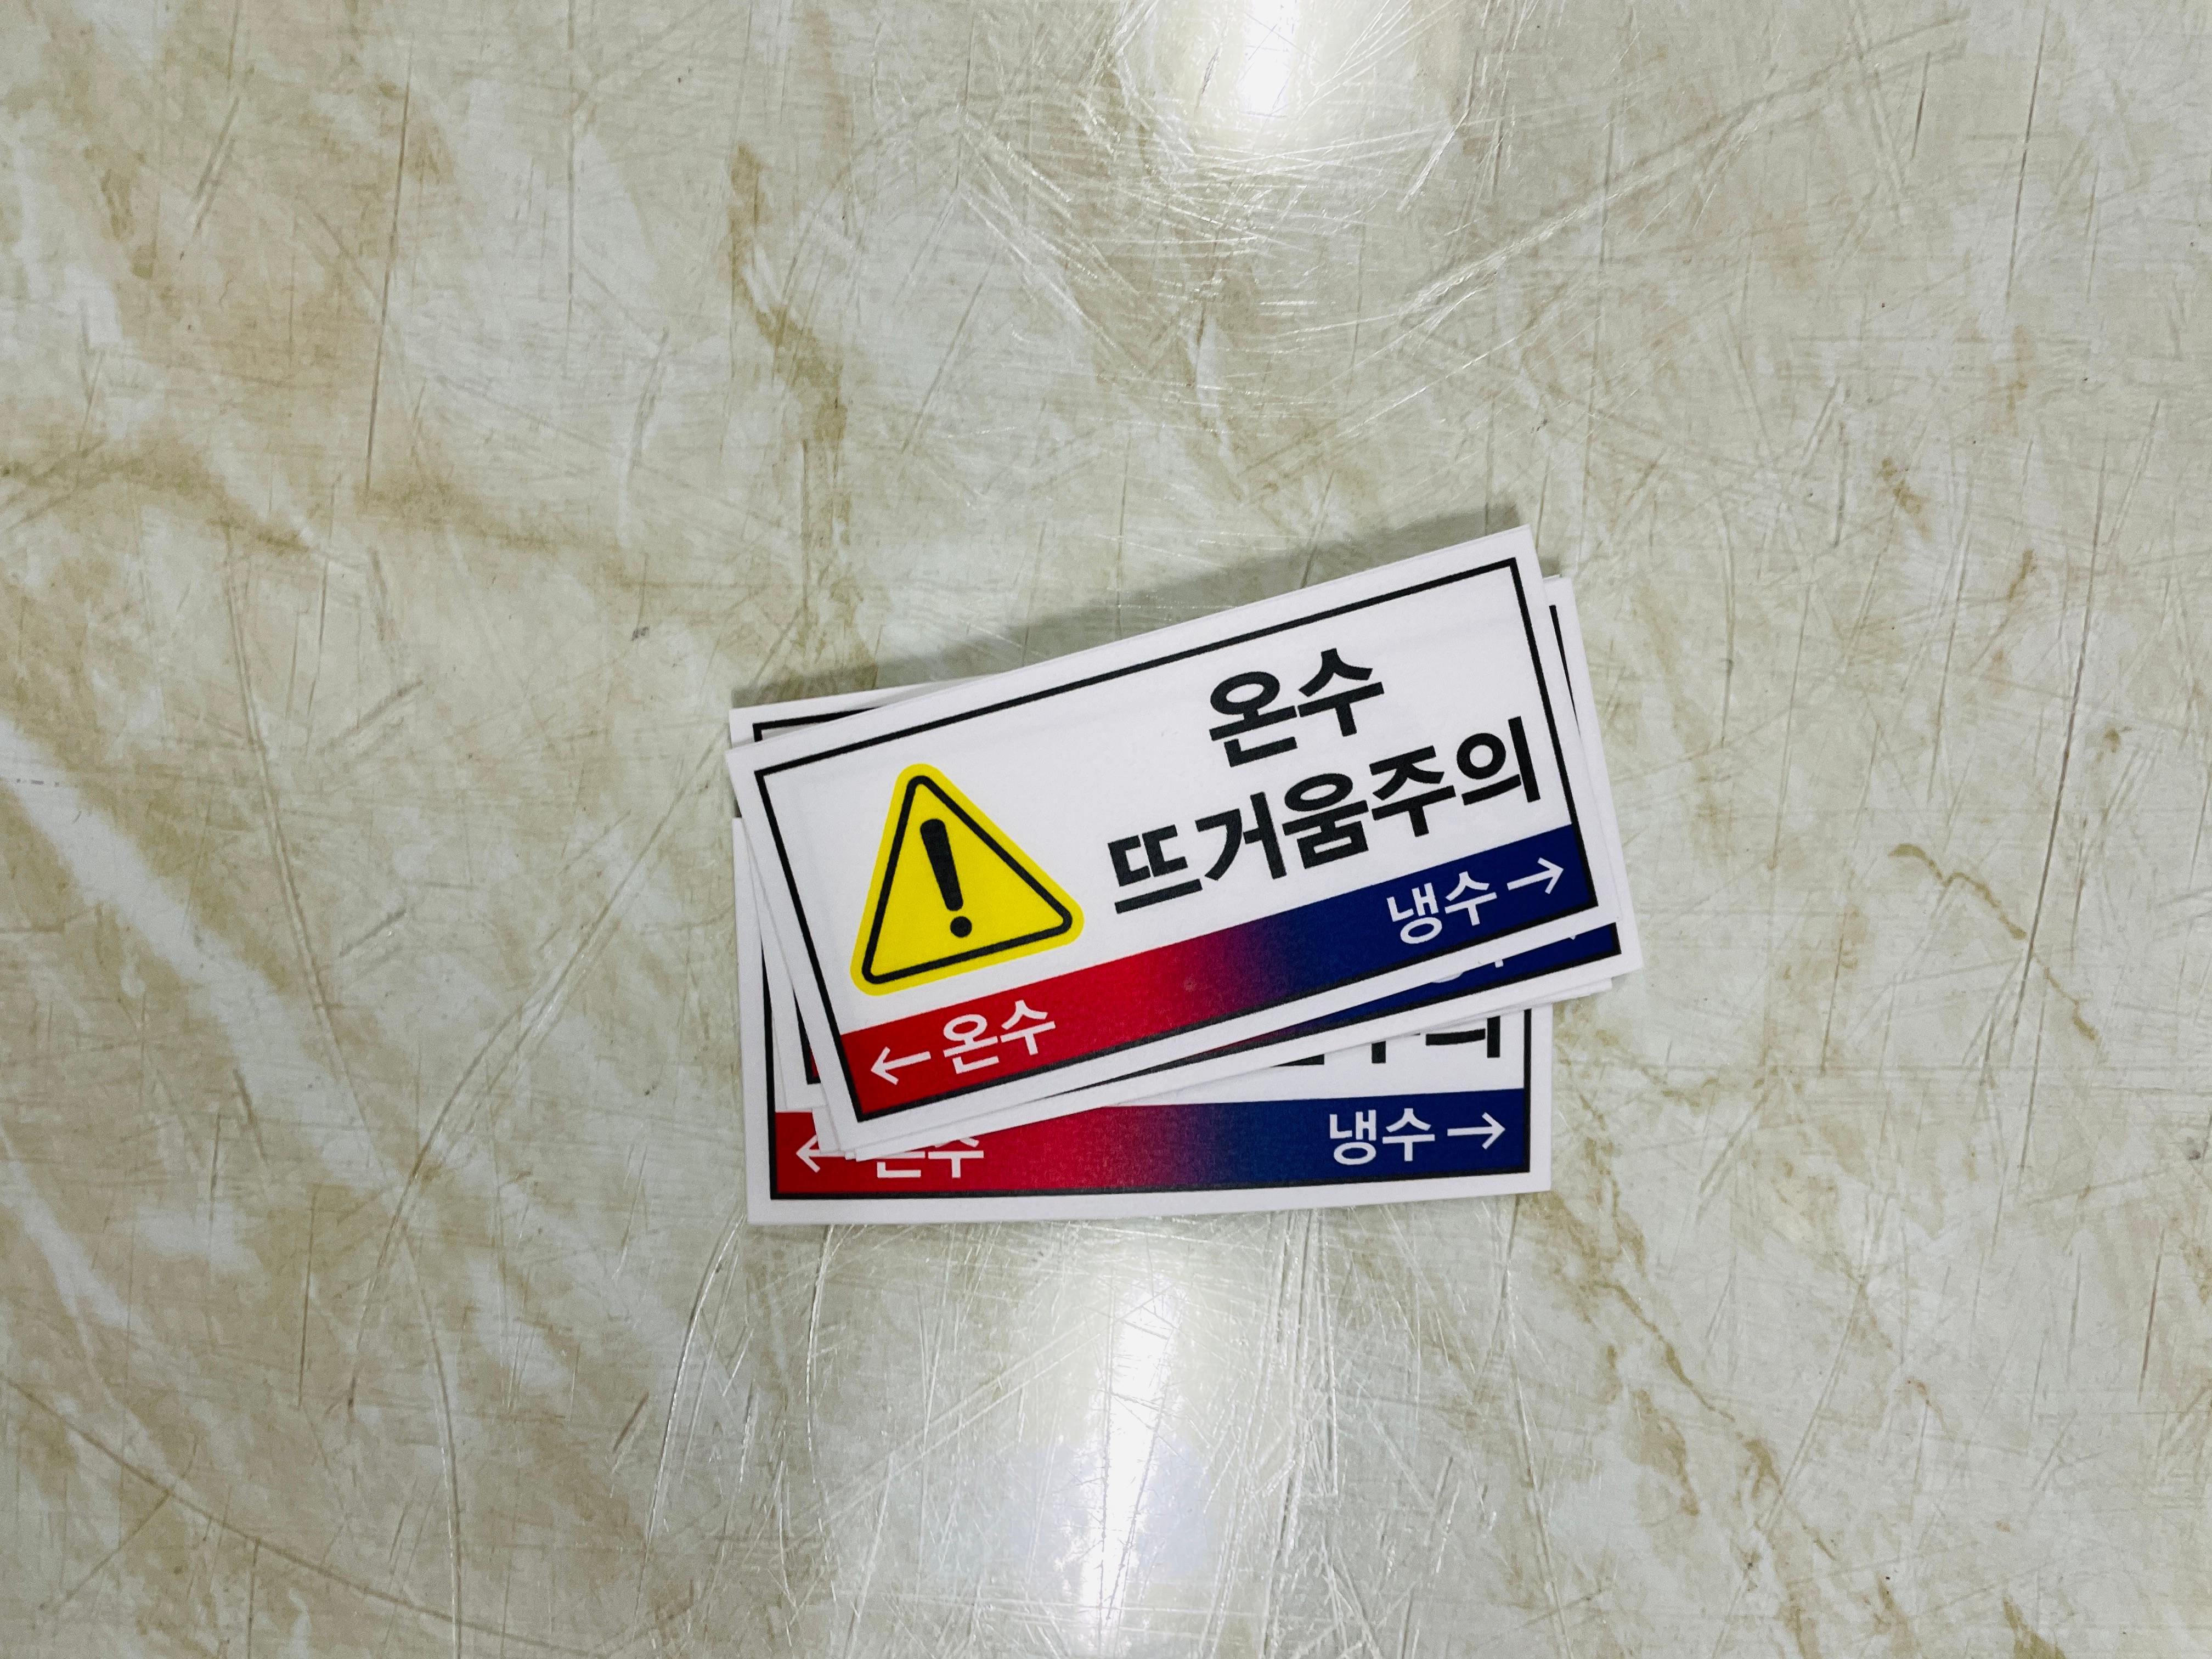 온수
뜨거움주의
← 온수
냉수 →
냉수 →